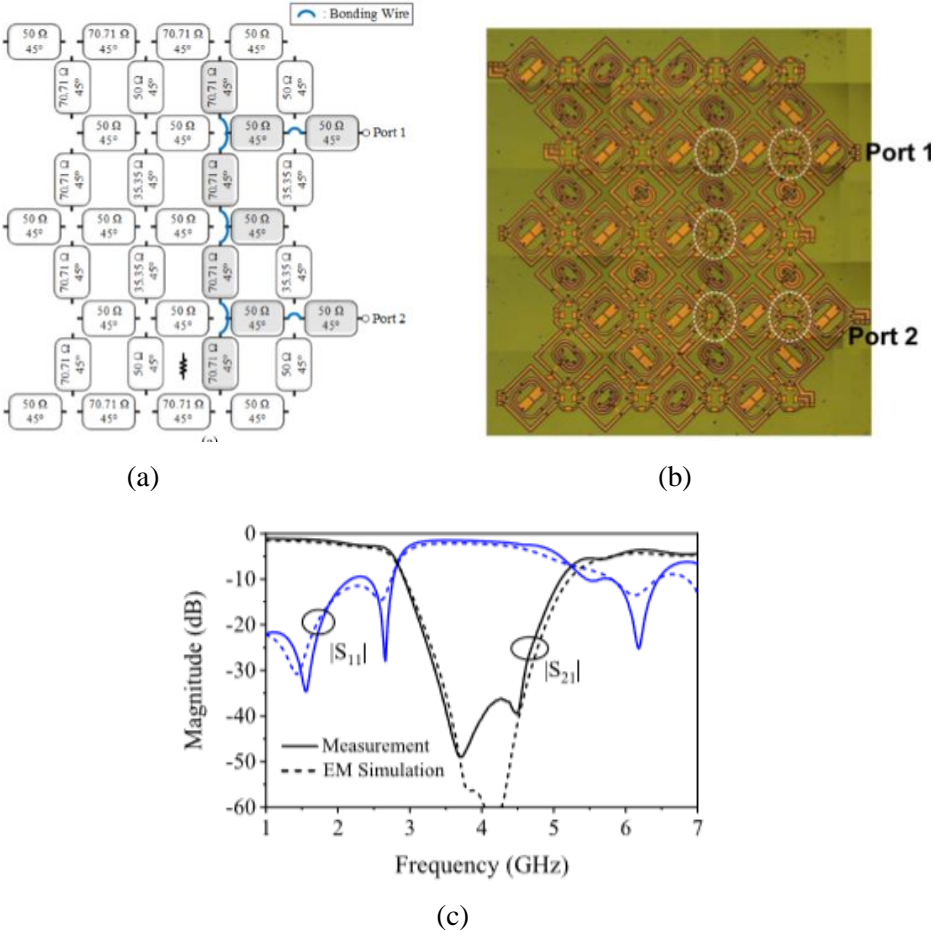 : Bonding Wire
50 Ω 70.71 Ω 70.71 Ω 50 Ω
45° 45° 45° 45°
70.71 Ω 45° 50 Ω 45° 70.71 Ω 45° 50 Ω 45°
50 Ω 50 Ω 50 Ω 50 Ω
45° 45° 45° 45°
Port 1
70.71 Ω 45° 35.35 Ω 45° 70.71 Ω 45° 35.35 Ω 45°
50 Ω 50 Ω 50 Ω 50 Ω
45° 45° 45° 45°
70.71 Ω 45° 35.35 Ω 45° 70.71 Ω 45° 35.35 Ω 45°
50 Ω 50 Ω 50 Ω 50 Ω
45° 45° 45° 45°
Port 2
70.71 Ω 45° 50 Ω 45° 70.71 Ω 45° 50 Ω 45°
50 Ω 70.71 Ω 70.71 Ω 50 Ω
45° 45° 45° 45°
(a)
Port 1
Port 2
(b)
0
-10
-20
-30
-40
-50
-60
Magnitude (dB)
|S11|
|S21|
Measurement
EM Simulation
1 2 3 4 5 6 7
Frequency (GHz)
(c)